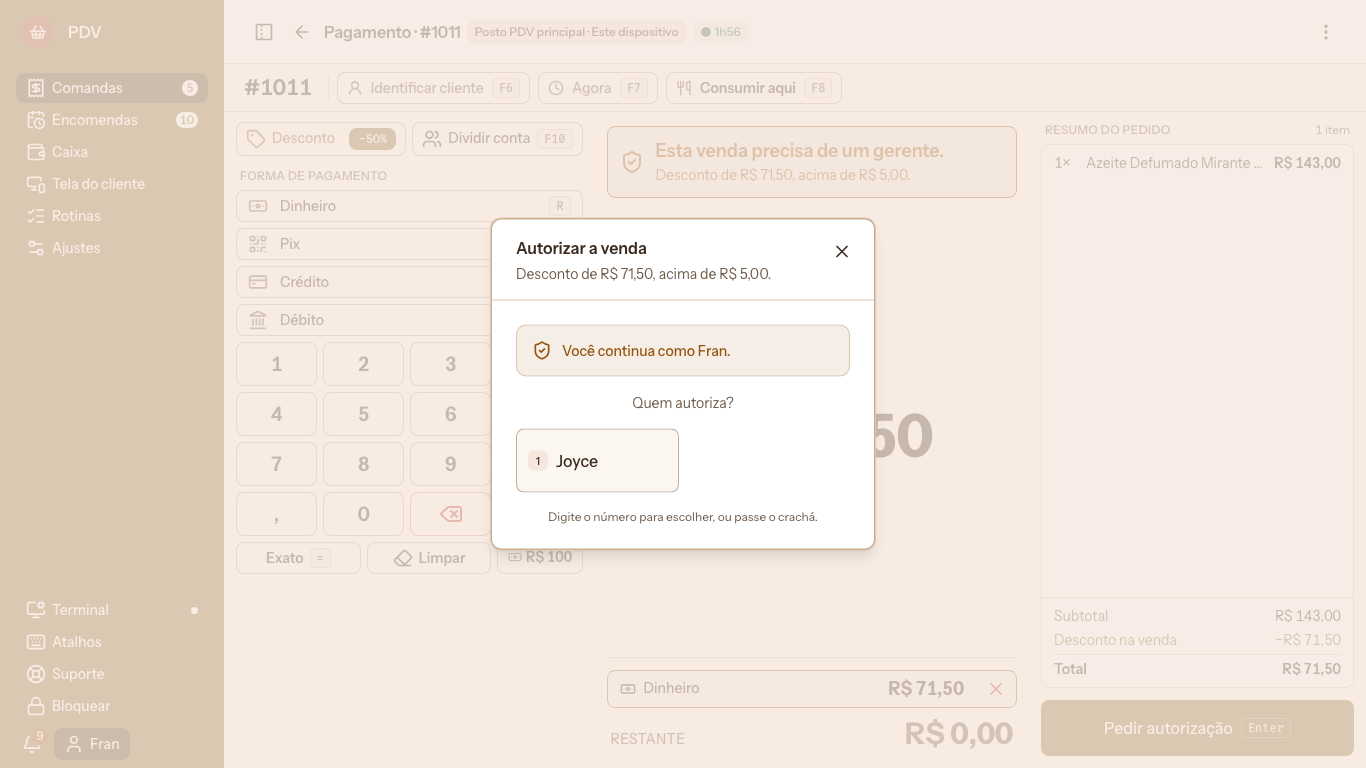 PDV
Comandas 5
Encomendas 10
Caixa
Tela do cliente
Rotinas
Ajustes
Terminal
Atalhos
Suporte
Bloquear
9 Fran
Pagamento · #1011 Posto PDV principal · Este dispositivo 1h56
#1011 Identificar cliente F6 Agora F7 Consumir aqui F8
Desconto −50% Dividir conta F10
FORMA DE PAGAMENTO
Dinheiro R
Pix
Crédito
Débito
1 2 3
4 5 6
7 8 9
, 0
Exato = Limpar R$ 100
Esta venda precisa de um gerente.
Desconto de R$ 71,50, acima de R$ 5,00.
50
Autorizar a venda
Desconto de R$ 71,50, acima de R$ 5,00.
Você continua como Fran.
Quem autoriza?
1 Joyce
Digite o número para escolher, ou passe o crachá.
Dinheiro R$ 71,50
RESTANTE R$ 0,00
RESUMO DO PEDIDO 1 item
1× Azeite Defumado Mirante ... R$ 143,00
Subtotal R$ 143,00
Desconto na venda −R$ 71,50
Total R$ 71,50
Pedir autorização Enter